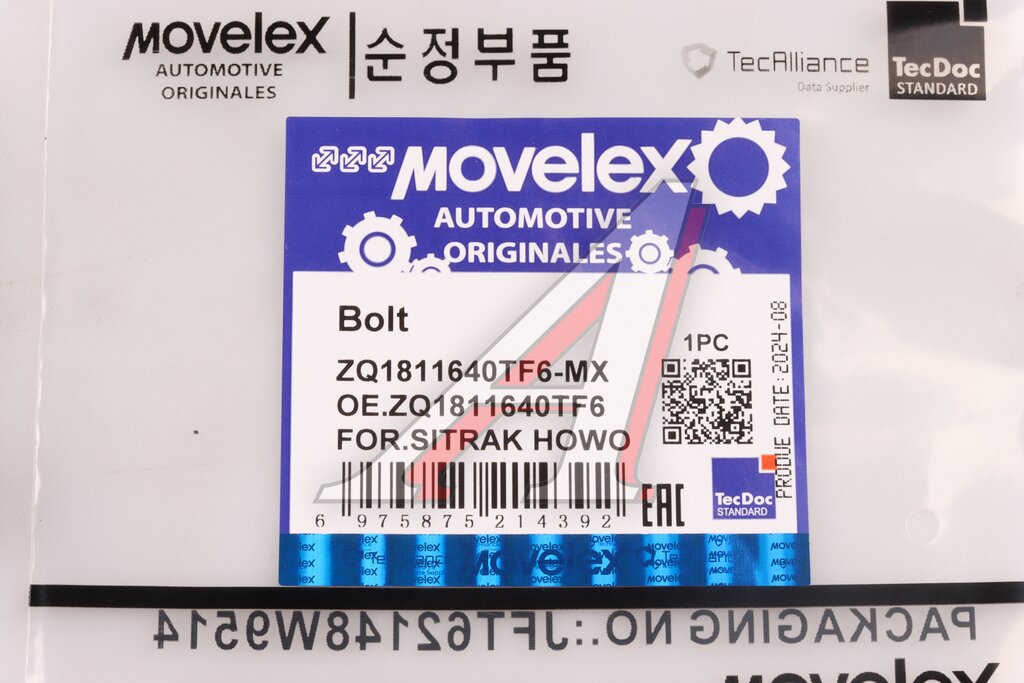 Movelex
AUTOMOTIVE
ORIGINALES
순정부품
TecAlliance
Data Supplier
TecDoc
STANDARD
Movelex
AUTOMOTIVE
ORIGINALES
Bolt
ZQ1811640TF6-MX
OE.ZQ1811640TF6
FOR.SITRAK HOWO
1PC
PRODUE DATE:2024-08
6 975875 214392
EAC
TecDoc
STANDARD
Movelex
PACKAGING NO.:JFT62148W9514
Movelex